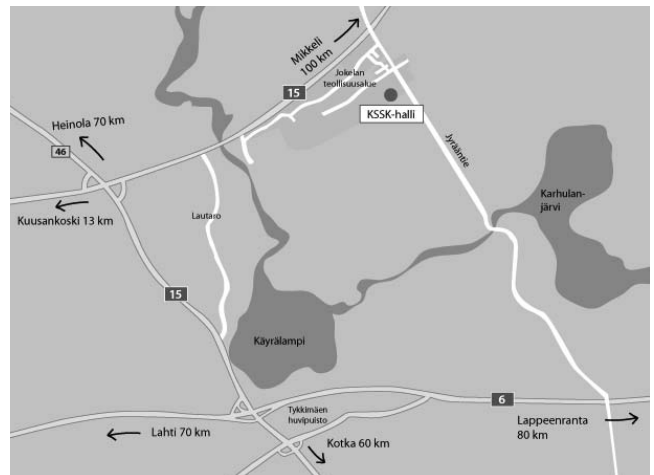 Mikkeli
100 km
Jokelan
teollisuusalue
15
KSSK-halli
Heinola 70 km
46
Jyrääntie
Karhulan-
järvi
Kuusankoski 13 km
Lautaro
15
Käyrälampi
6
Tykkimäen
huvipuisto
Lahti 70 km
Kotka 60 km
Lappeenranta
80 km